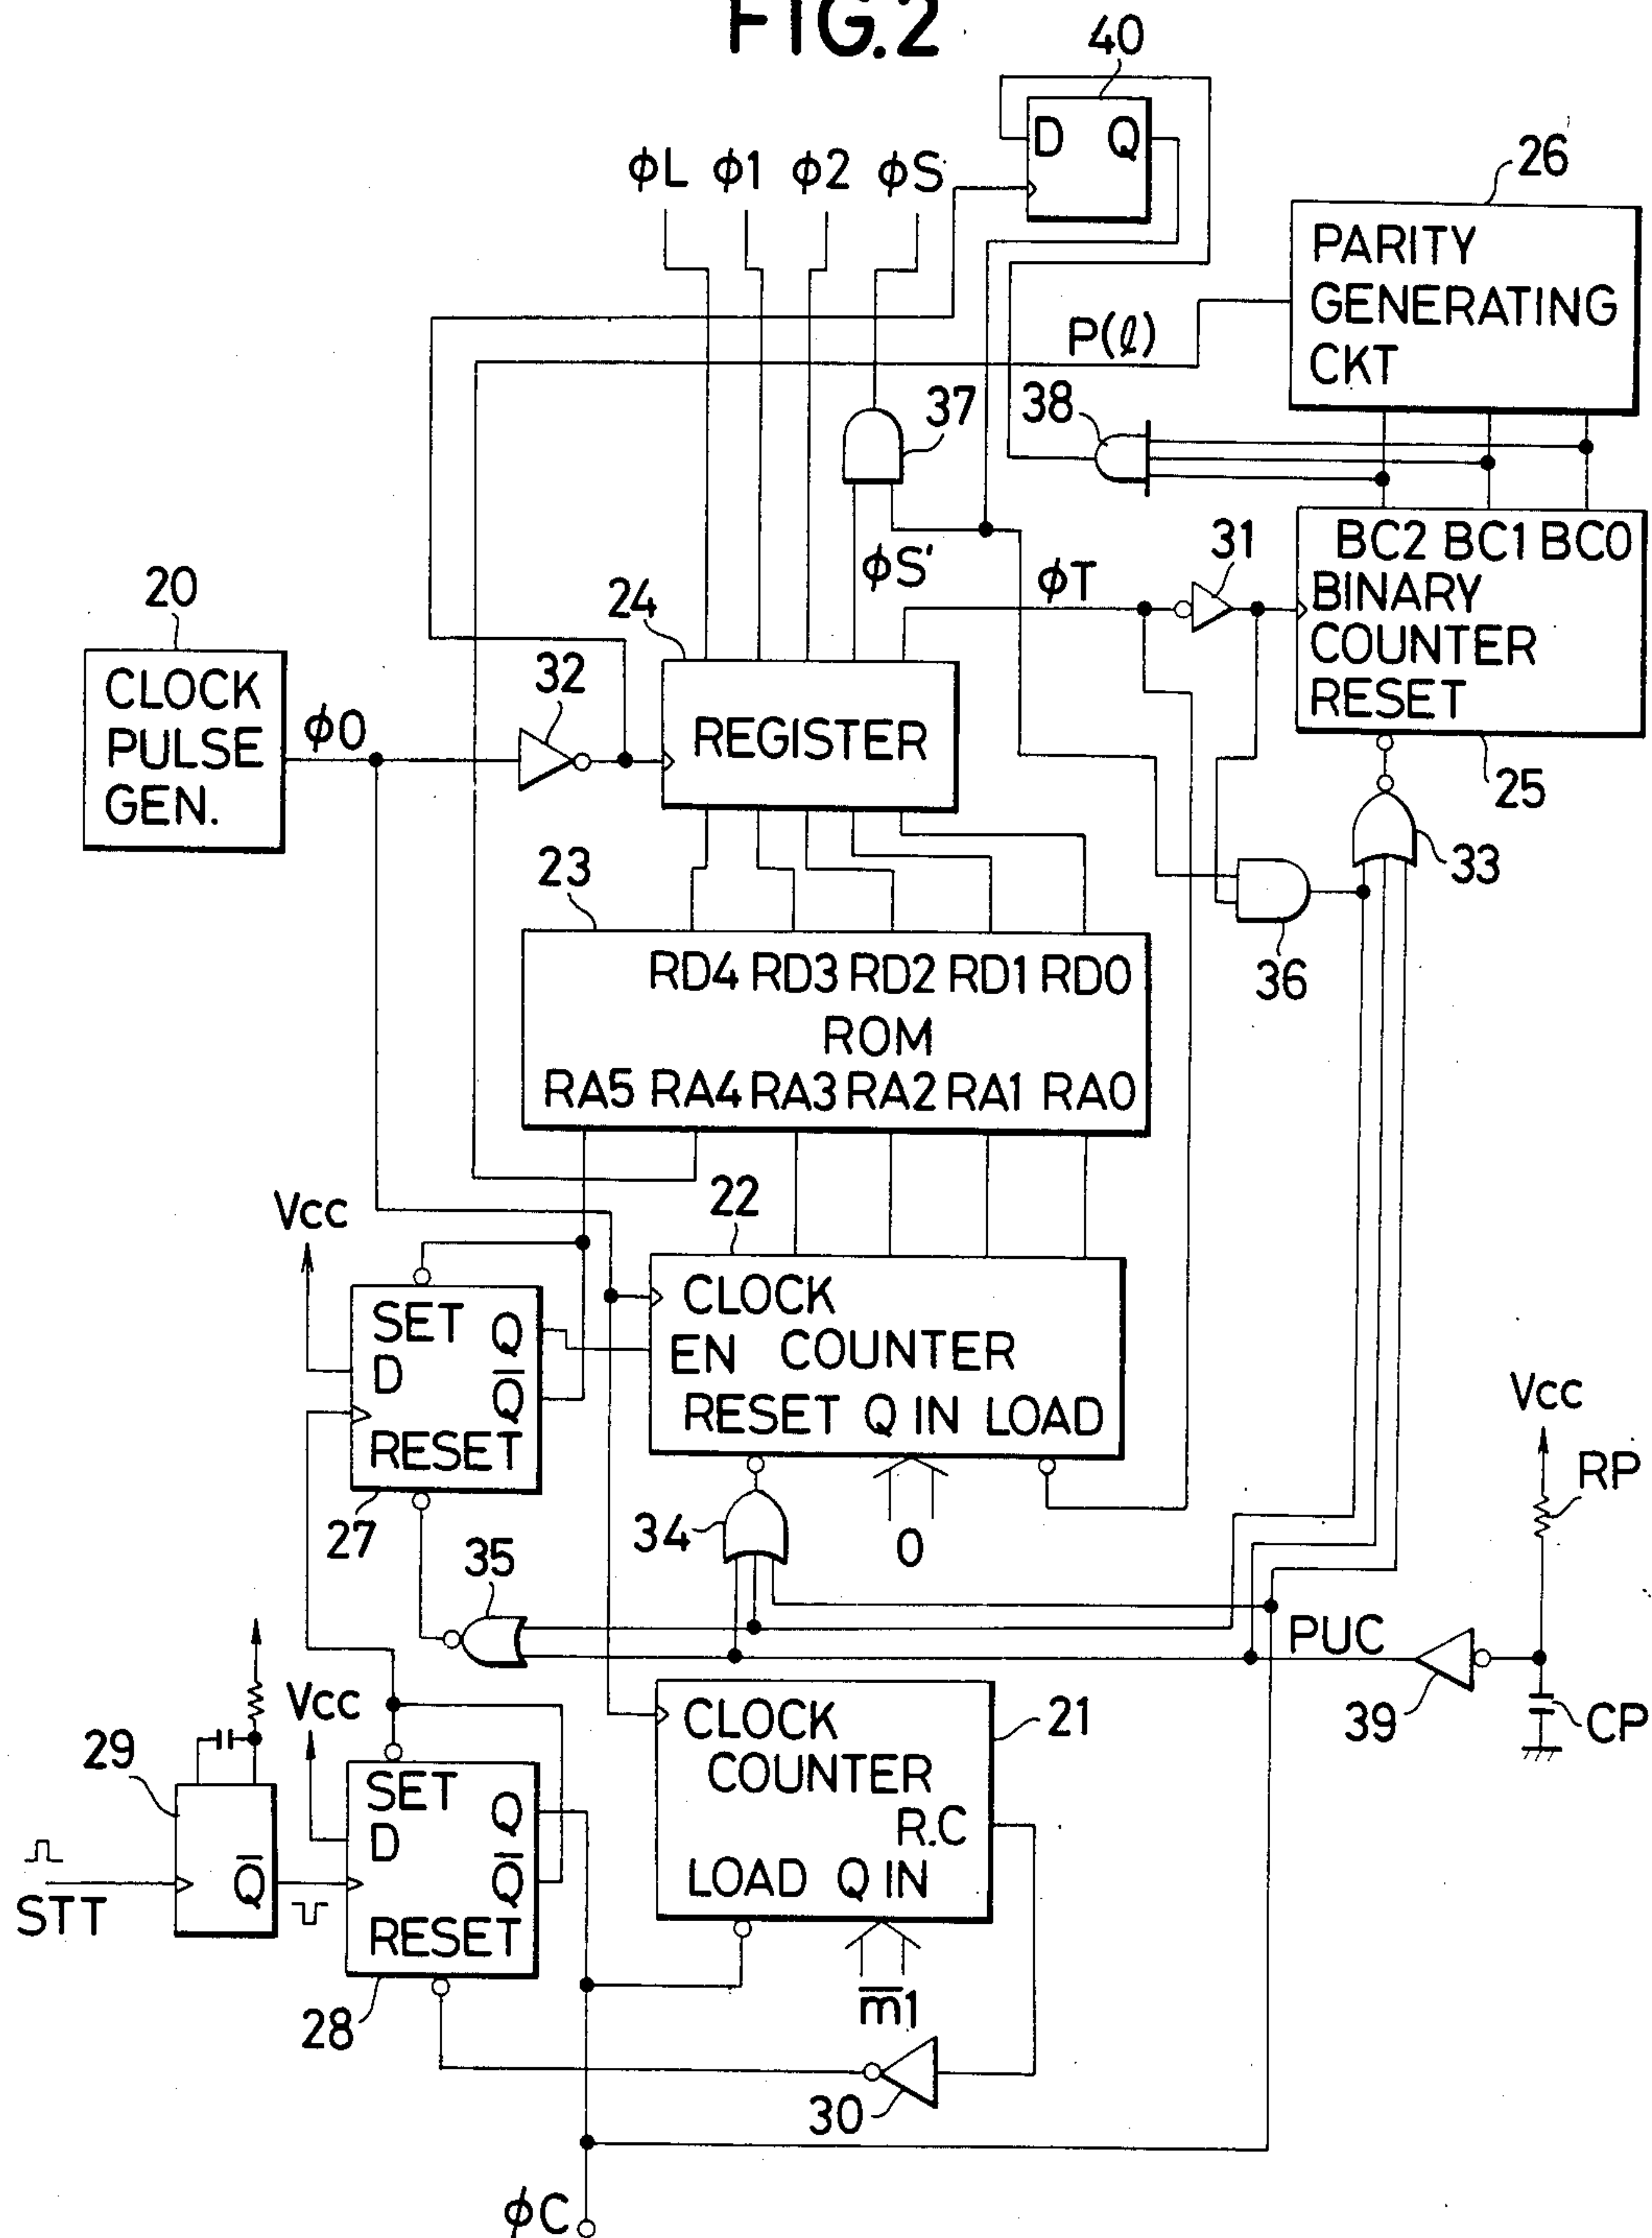 FIG.2
40
D Q
ϕL ϕ1 ϕ2 ϕS
26
PARITY
GENERATING
CKT
P(ℓ)
37
38
ϕS'
ϕT
31
BC2 BC1 BC0
BINARY
COUNTER
RESET
25
20
CLOCK
PULSE
GEN.
ϕ0
32
24
REGISTER
33
36
23
RD4 RD3 RD2 RD1 RD0
ROM
RA5 RA4 RA3 RA2 RA1 RA0
22
CLOCK
EN COUNTER
RESET Q IN LOAD
0
Vcc
SET Q
D Q̅
RESET
27
34
35
Vcc
RP
PUC
39
CP
21
CLOCK
COUNTER
R.C
LOAD Q IN
m̅1
30
Vcc
29
Q̅
STT
SET Q
D Q̅
RESET
28
ϕC